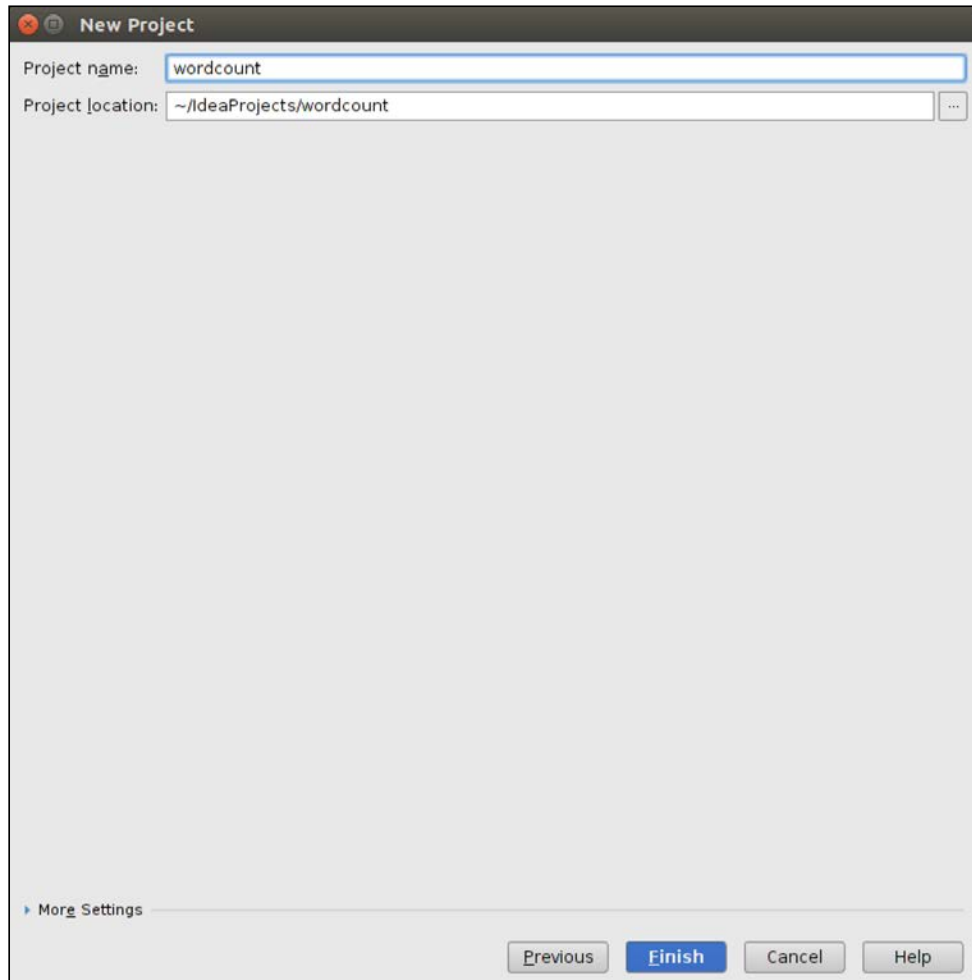 New Project
Project name: wordcount
Project location: ~/IdeaProjects/wordcount ...
More Settings
Previous Finish Cancel Help